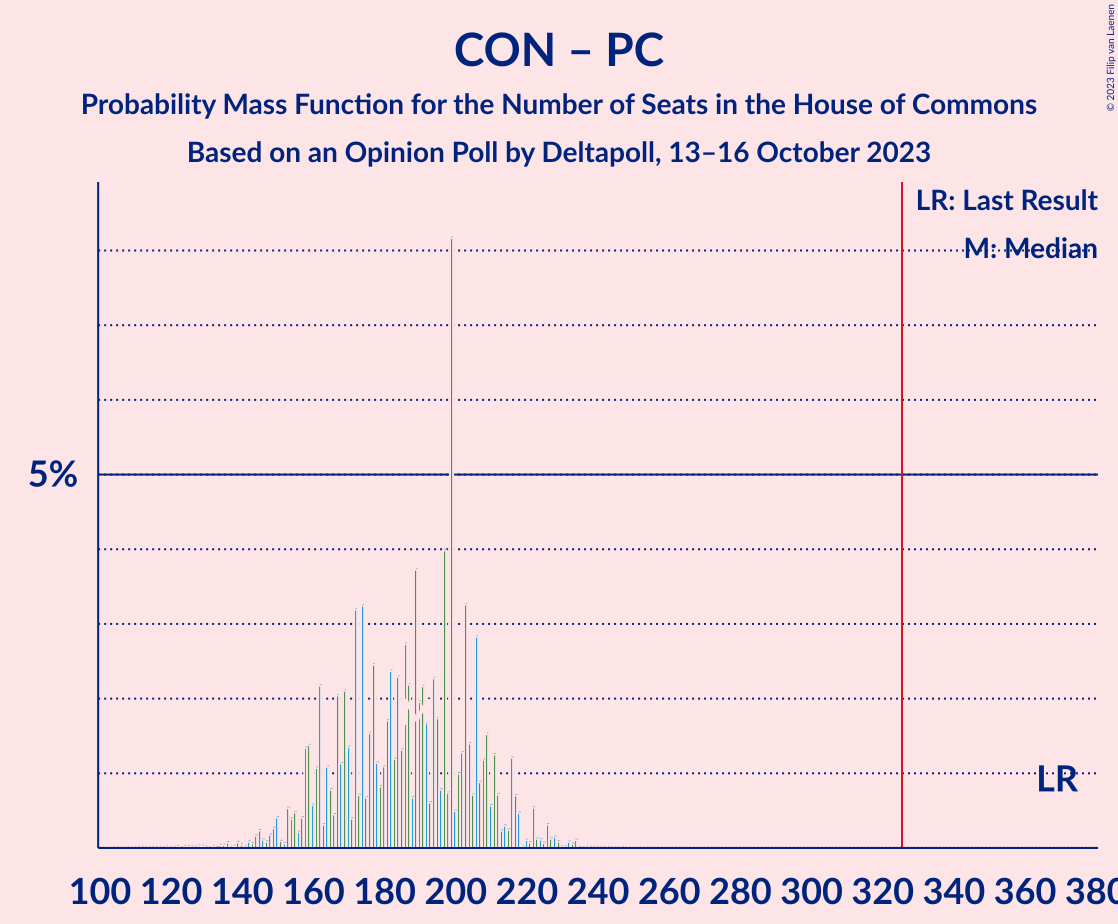 CON – PC
Probability Mass Function for the Number of Seats in the House of Commons
Based on an Opinion Poll by Deltapoll, 13–16 October 2023
© 2023 Filip van Laenen
LR: Last Result
M: Median
5%
LR
100 120 140 160 180 200 220 240 260 280 300 320 340 360 380